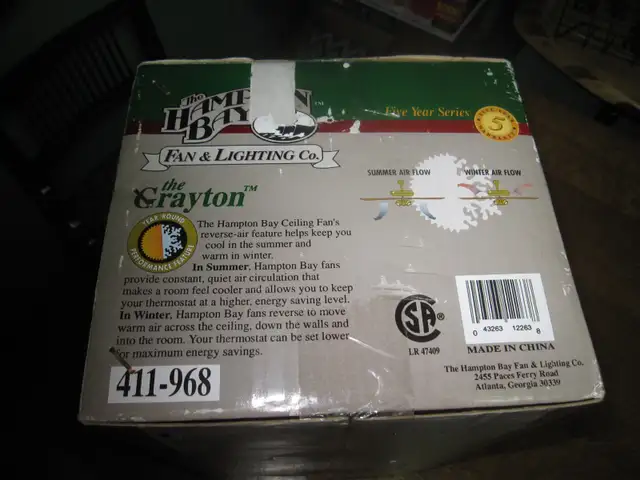 The
HAMPTON
BAY
FAN & LIGHTING CO.
Five Year Series
5
the
Grayton™
SUMMER AIR FLOW
WINTER AIR FLOW
YEAR ROUND
PERFORMANCE FEATURE
The Hampton Bay Ceiling Fan's
reverse-air feature helps keep you
cool in the summer and
warm in winter.
In Summer, Hampton Bay fans
provide constant, quiet air circulation that
makes a room feel cooler and allows you to keep
your thermostat at a higher, energy saving level.
In Winter, Hampton Bay fans reverse to move
warm air across the ceiling, down the walls and
into the room. Your thermostat can be set lower
for maximum energy savings.
411-968
SA®
LR 47409
0 43263 12263 8
MADE IN CHINA
The Hampton Bay Fan & Lighting Co.
2455 Paces Ferry Road
Atlanta, Georgia 30339